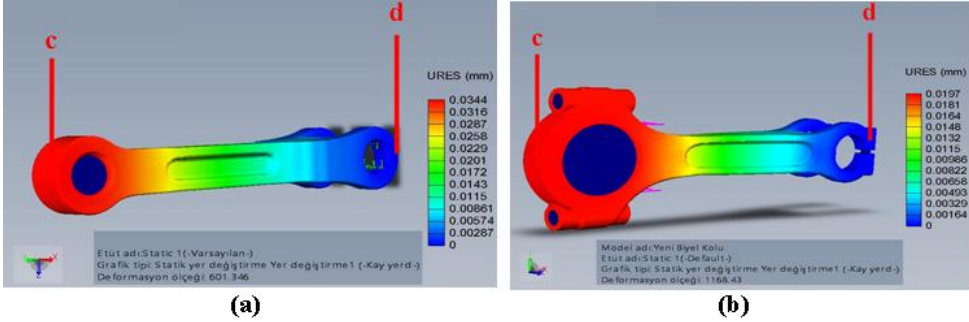 c
d
URES (mm)
0.0344
0.0316
0.0287
0.0258
0.0229
0.0201
0.0172
0.0143
0.0115
0.00861
0.00574
0.00287
0
Etüt adı:Static 1(-Varsayılan-)
Grafik tipi: Statik yer değiştirme Yer değiştirme1 (-Kay yerd-)
Deformasyon ölçeği: 601.346
(a)
c
d
URES (mm)
0.0197
0.0181
0.0164
0.0148
0.0132
0.0115
0.00986
0.00822
0.00658
0.00493
0.00329
0.00164
0
Model adı:Yeni Biyel Kolu
Etüt adı:Static 1(-Default-)
Grafik tipi: Statik yer değiştirme Yer değiştirme1 (-Kay yerd-)
Deformasyon ölçeği: 1168.43
(b)